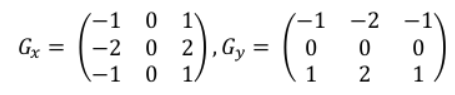 -1 0 1 -1 -2 -1
Gx = ( -2 0 2 ) , Gy = ( 0 0 0 )
-1 0 1 1 2 1